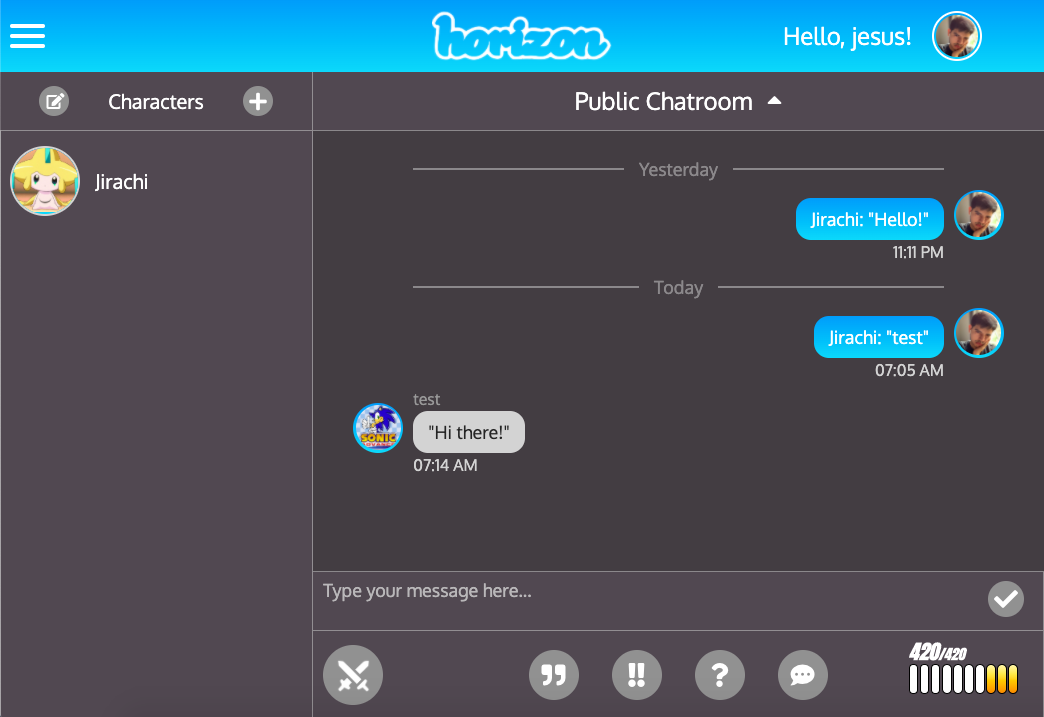 horizon
Hello, jesus!
Characters
Public Chatroom
Jirachi
Yesterday
Jirachi: "Hello!"
11:11 PM
Today
Jirachi: "test"
07:05 AM
test
SONIC
"Hi there!"
07:14 AM
Type your message here...
420/420